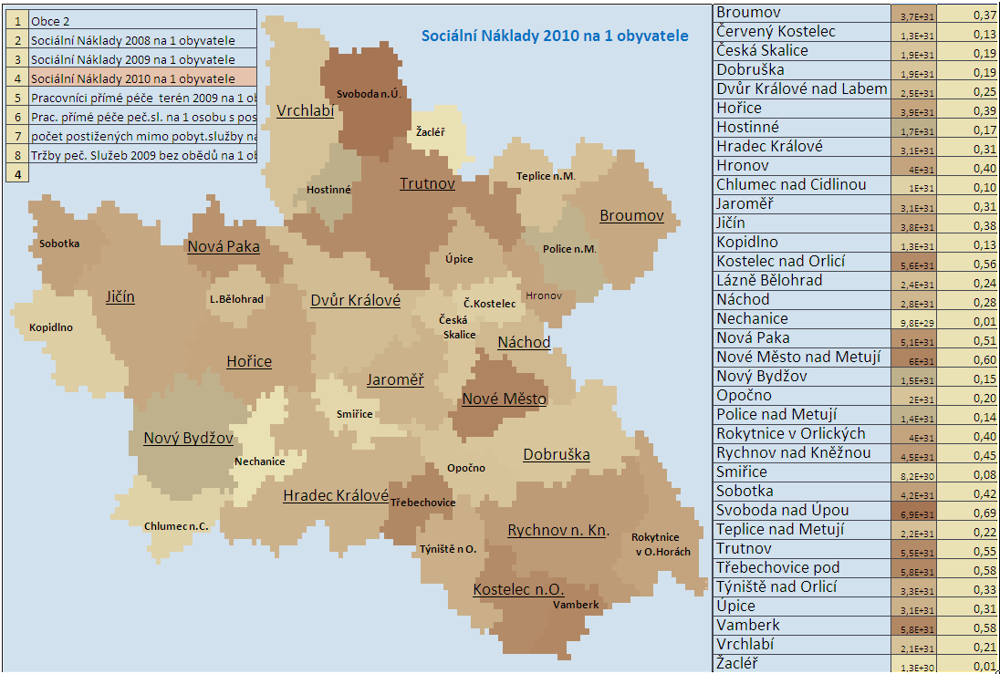 1 Obce 2
2 Sociální Náklady 2008 na 1 obyvatele
3 Sociální Náklady 2009 na 1 obyvatele
4 Sociální Náklady 2010 na 1 obyvatele
5 Pracovníci přímé péče terén 2009 na 1 ob
6 Prac. přímé péče peč.sl. na 1 osobu s pos
7 počet postižených mimo pobyt.služby na
8 Tržby peč. Služeb 2009 bez obědů na 1 ob
4
Sociální Náklady 2010 na 1 obyvatele
Svoboda n.Ú.
Vrchlabí
Žacléř
Teplice n.M.
Trutnov
Hostinné
Broumov
Sobotka
Nová Paka
Police n.M.
Úpice
Jičín
L.Bělohrad
Dvůr Králové
Č.Kostelec
Hronov
Kopidlno
Česká
Skalice
Náchod
Hořice
Jaroměř
Nové Město
Smiřice
Nový Bydžov
Dobruška
Nechanice
Opočno
Hradec Králové
Třebechovice
Chlumec n.C.
Rychnov n. Kn.
Rokytnice
v O.Horách
Týniště n O.
Kostelec n.O.
Vamberk
Broumov 3,7E+31 0,37
Červený Kostelec 1,3E+31 0,13
Česká Skalice 1,9E+31 0,19
Dobruška 1,9E+31 0,19
Dvůr Králové nad Labem 2,5E+31 0,25
Hořice 3,9E+31 0,39
Hostinné 1,7E+31 0,17
Hradec Králové 3,1E+31 0,31
Hronov 4E+31 0,40
Chlumec nad Cidlinou 1E+31 0,10
Jaroměř 3,1E+31 0,31
Jičín 3,8E+31 0,38
Kopidlno 1,3E+31 0,13
Kostelec nad Orlicí 5,6E+31 0,56
Lázně Bělohrad 2,4E+31 0,24
Náchod 2,8E+31 0,28
Nechanice 9,8E+29 0,01
Nová Paka 5,1E+31 0,51
Nové Město nad Metují 6E+31 0,60
Nový Bydžov 1,5E+31 0,15
Opočno 2E+31 0,20
Police nad Metují 1,4E+31 0,14
Rokytnice v Orlických 4E+31 0,40
Rychnov nad Kněžnou 4,5E+31 0,45
Smiřice 8,2E+30 0,08
Sobotka 4,2E+31 0,42
Svoboda nad Úpou 6,9E+31 0,69
Teplice nad Metují 2,2E+31 0,22
Trutnov 5,5E+31 0,55
Třebechovice pod 5,8E+31 0,58
Týniště nad Orlicí 3,3E+31 0,33
Úpice 3,1E+31 0,31
Vamberk 5,8E+31 0,58
Vrchlabí 2,1E+31 0,21
Žacléř 1,3E+30 0,01